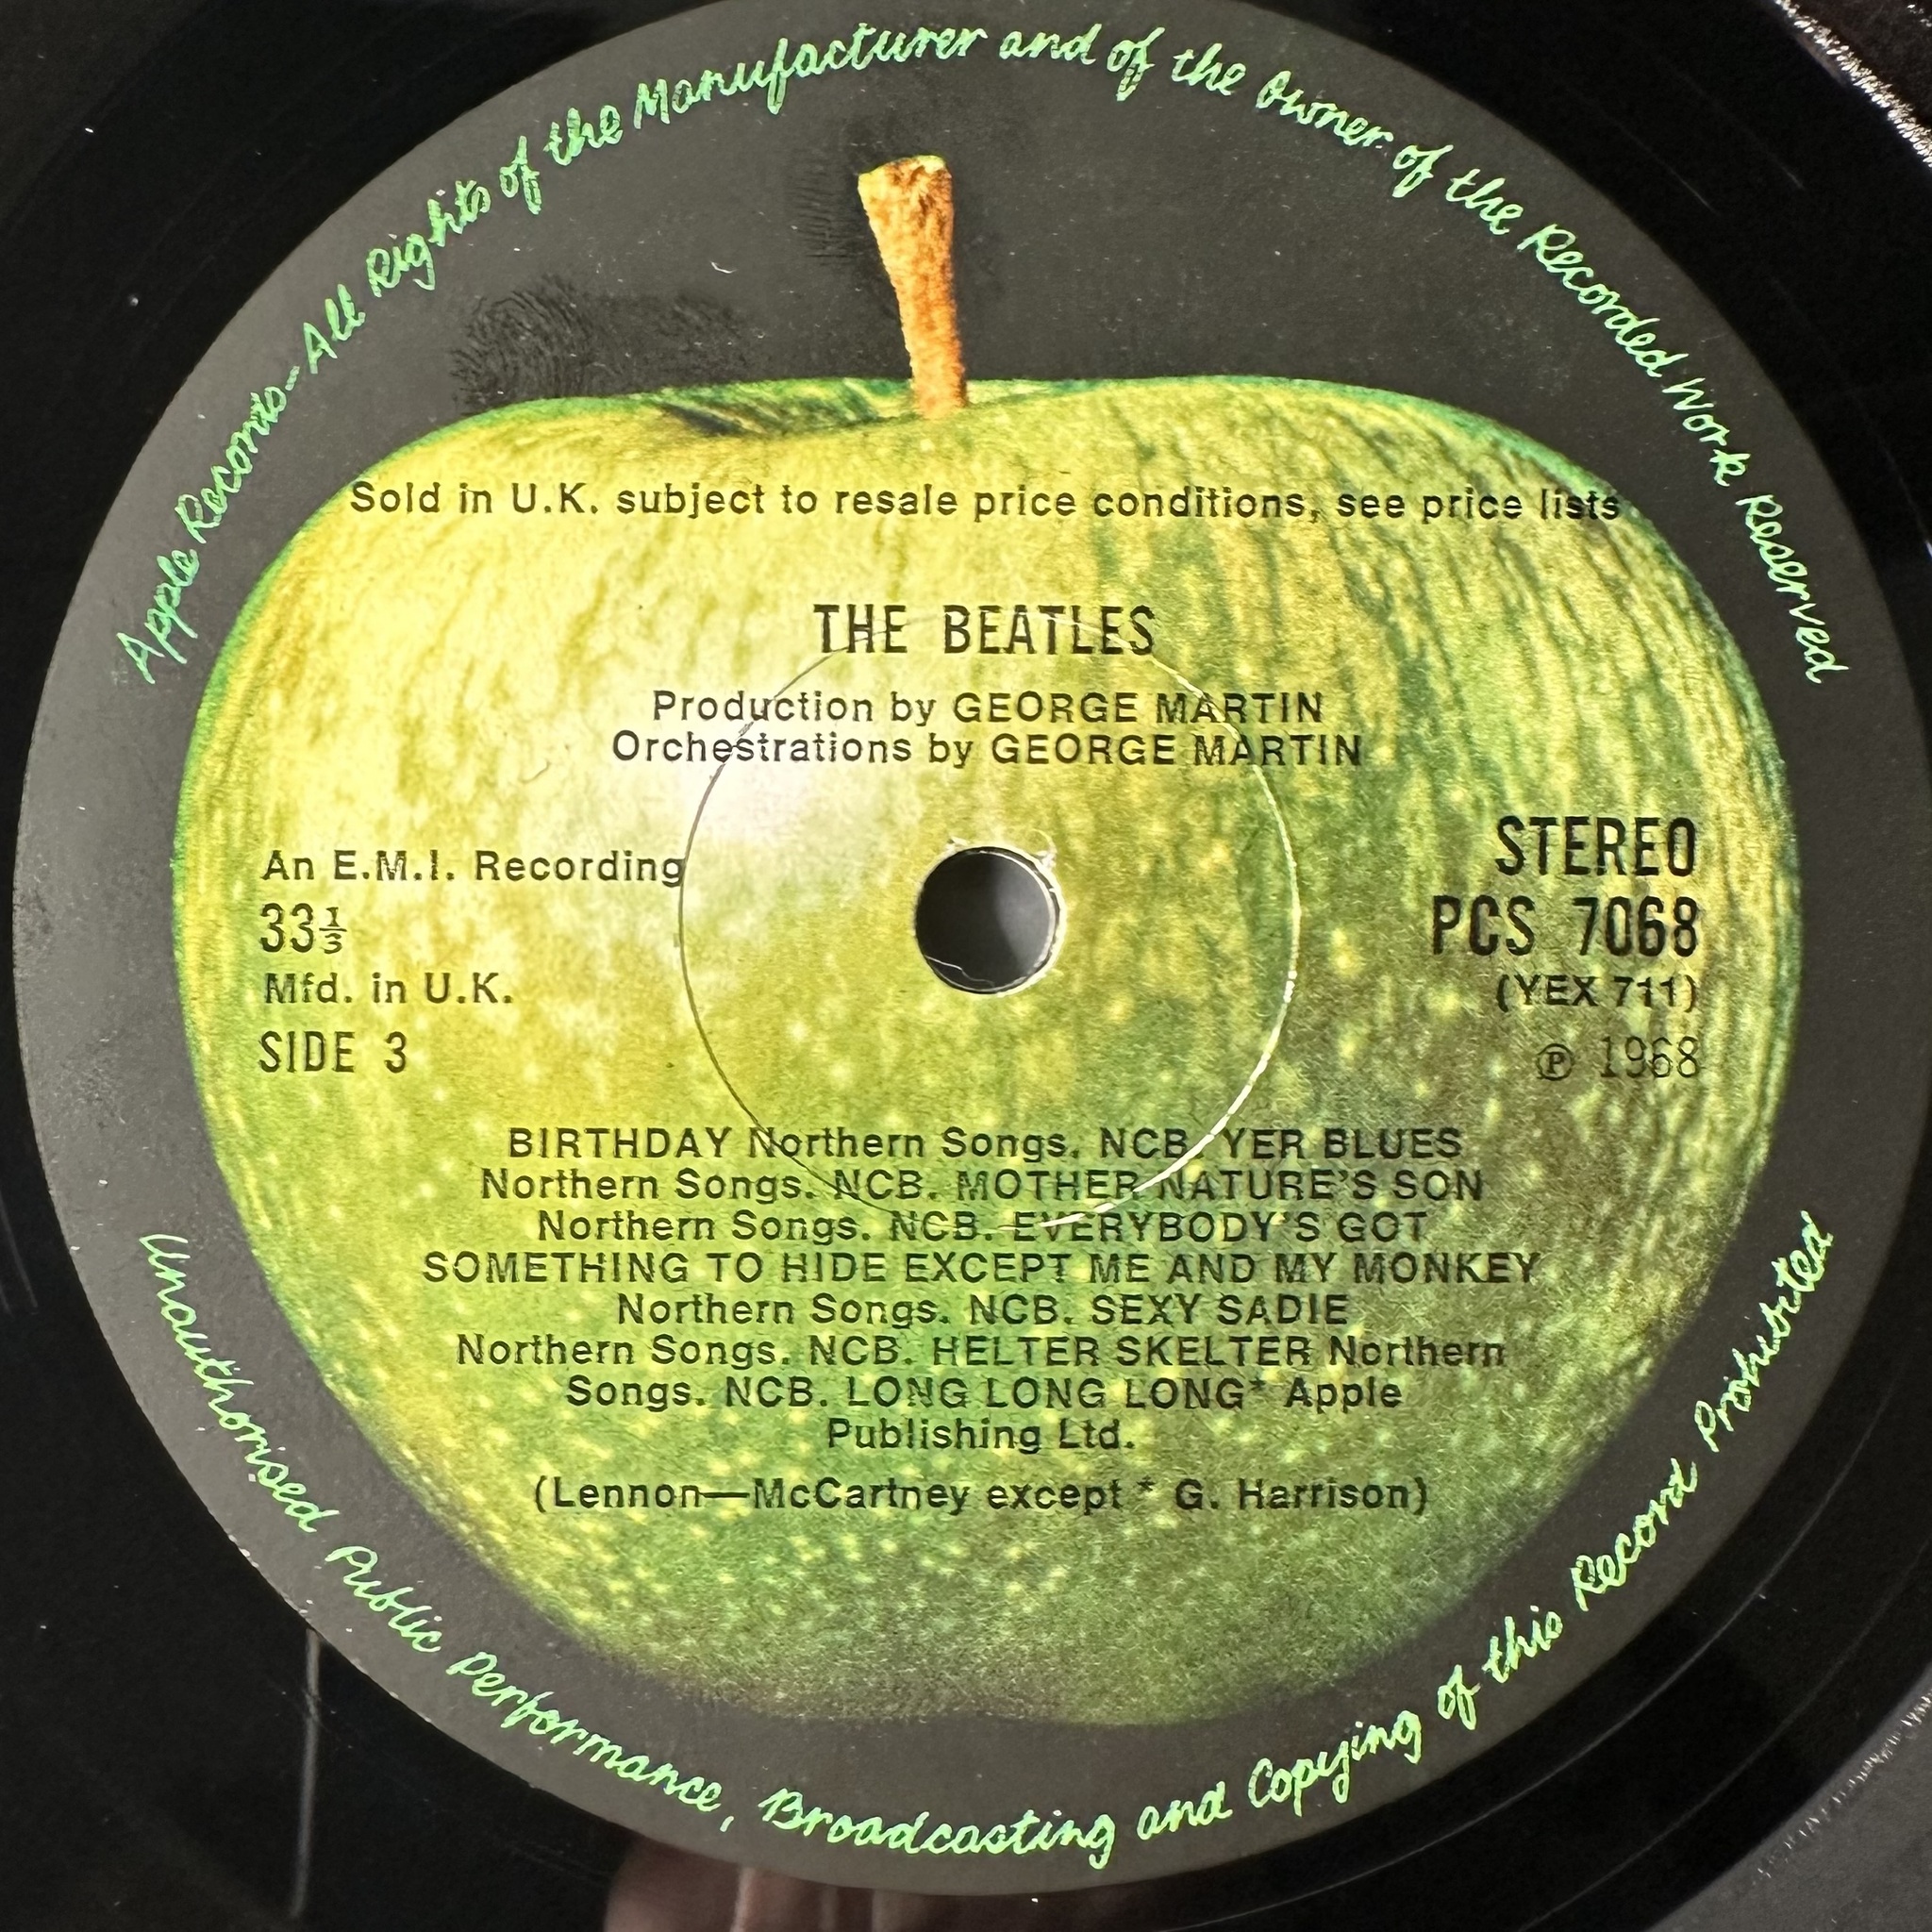 Apple Records—All Rights of the Manufacturer and of the Owner of the Recorded Work Reserved
Sold in U.K. subject to resale price conditions, see price lists
THE BEATLES
Production by GEORGE MARTIN
Orchestrations by GEORGE MARTIN
An E.M.I. Recording
33⅓
Mfd. in U.K.
SIDE 3
STEREO
PCS 7068
(YEX 711)
℗ 1968
BIRTHDAY Northern Songs. NCB. YER BLUES
Northern Songs. NCB. MOTHER NATURE'S SON
Northern Songs. NCB. EVERYBODY'S GOT
SOMETHING TO HIDE EXCEPT ME AND MY MONKEY
Northern Songs. NCB. SEXY SADIE
Northern Songs. NCB. HELTER SKELTER Northern
Songs. NCB. LONG LONG LONG* Apple
Publishing Ltd.
(Lennon—McCartney except * G. Harrison)
Unauthorised Public Performance, Broadcasting and Copying of this Record Prohibited